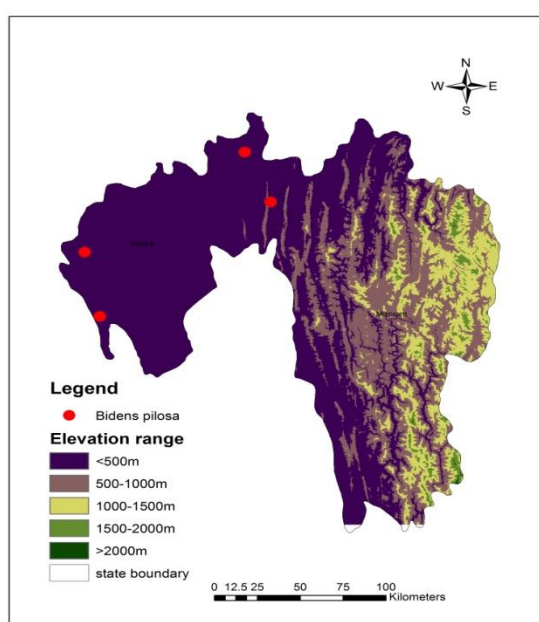 N
W E
S
Legend
Bidens pilosa
Elevation range
<500m
500-1000m
1000-1500m
1500-2000m
>2000m
state boundary
0 12.5 25 50 75 100
Kilometers